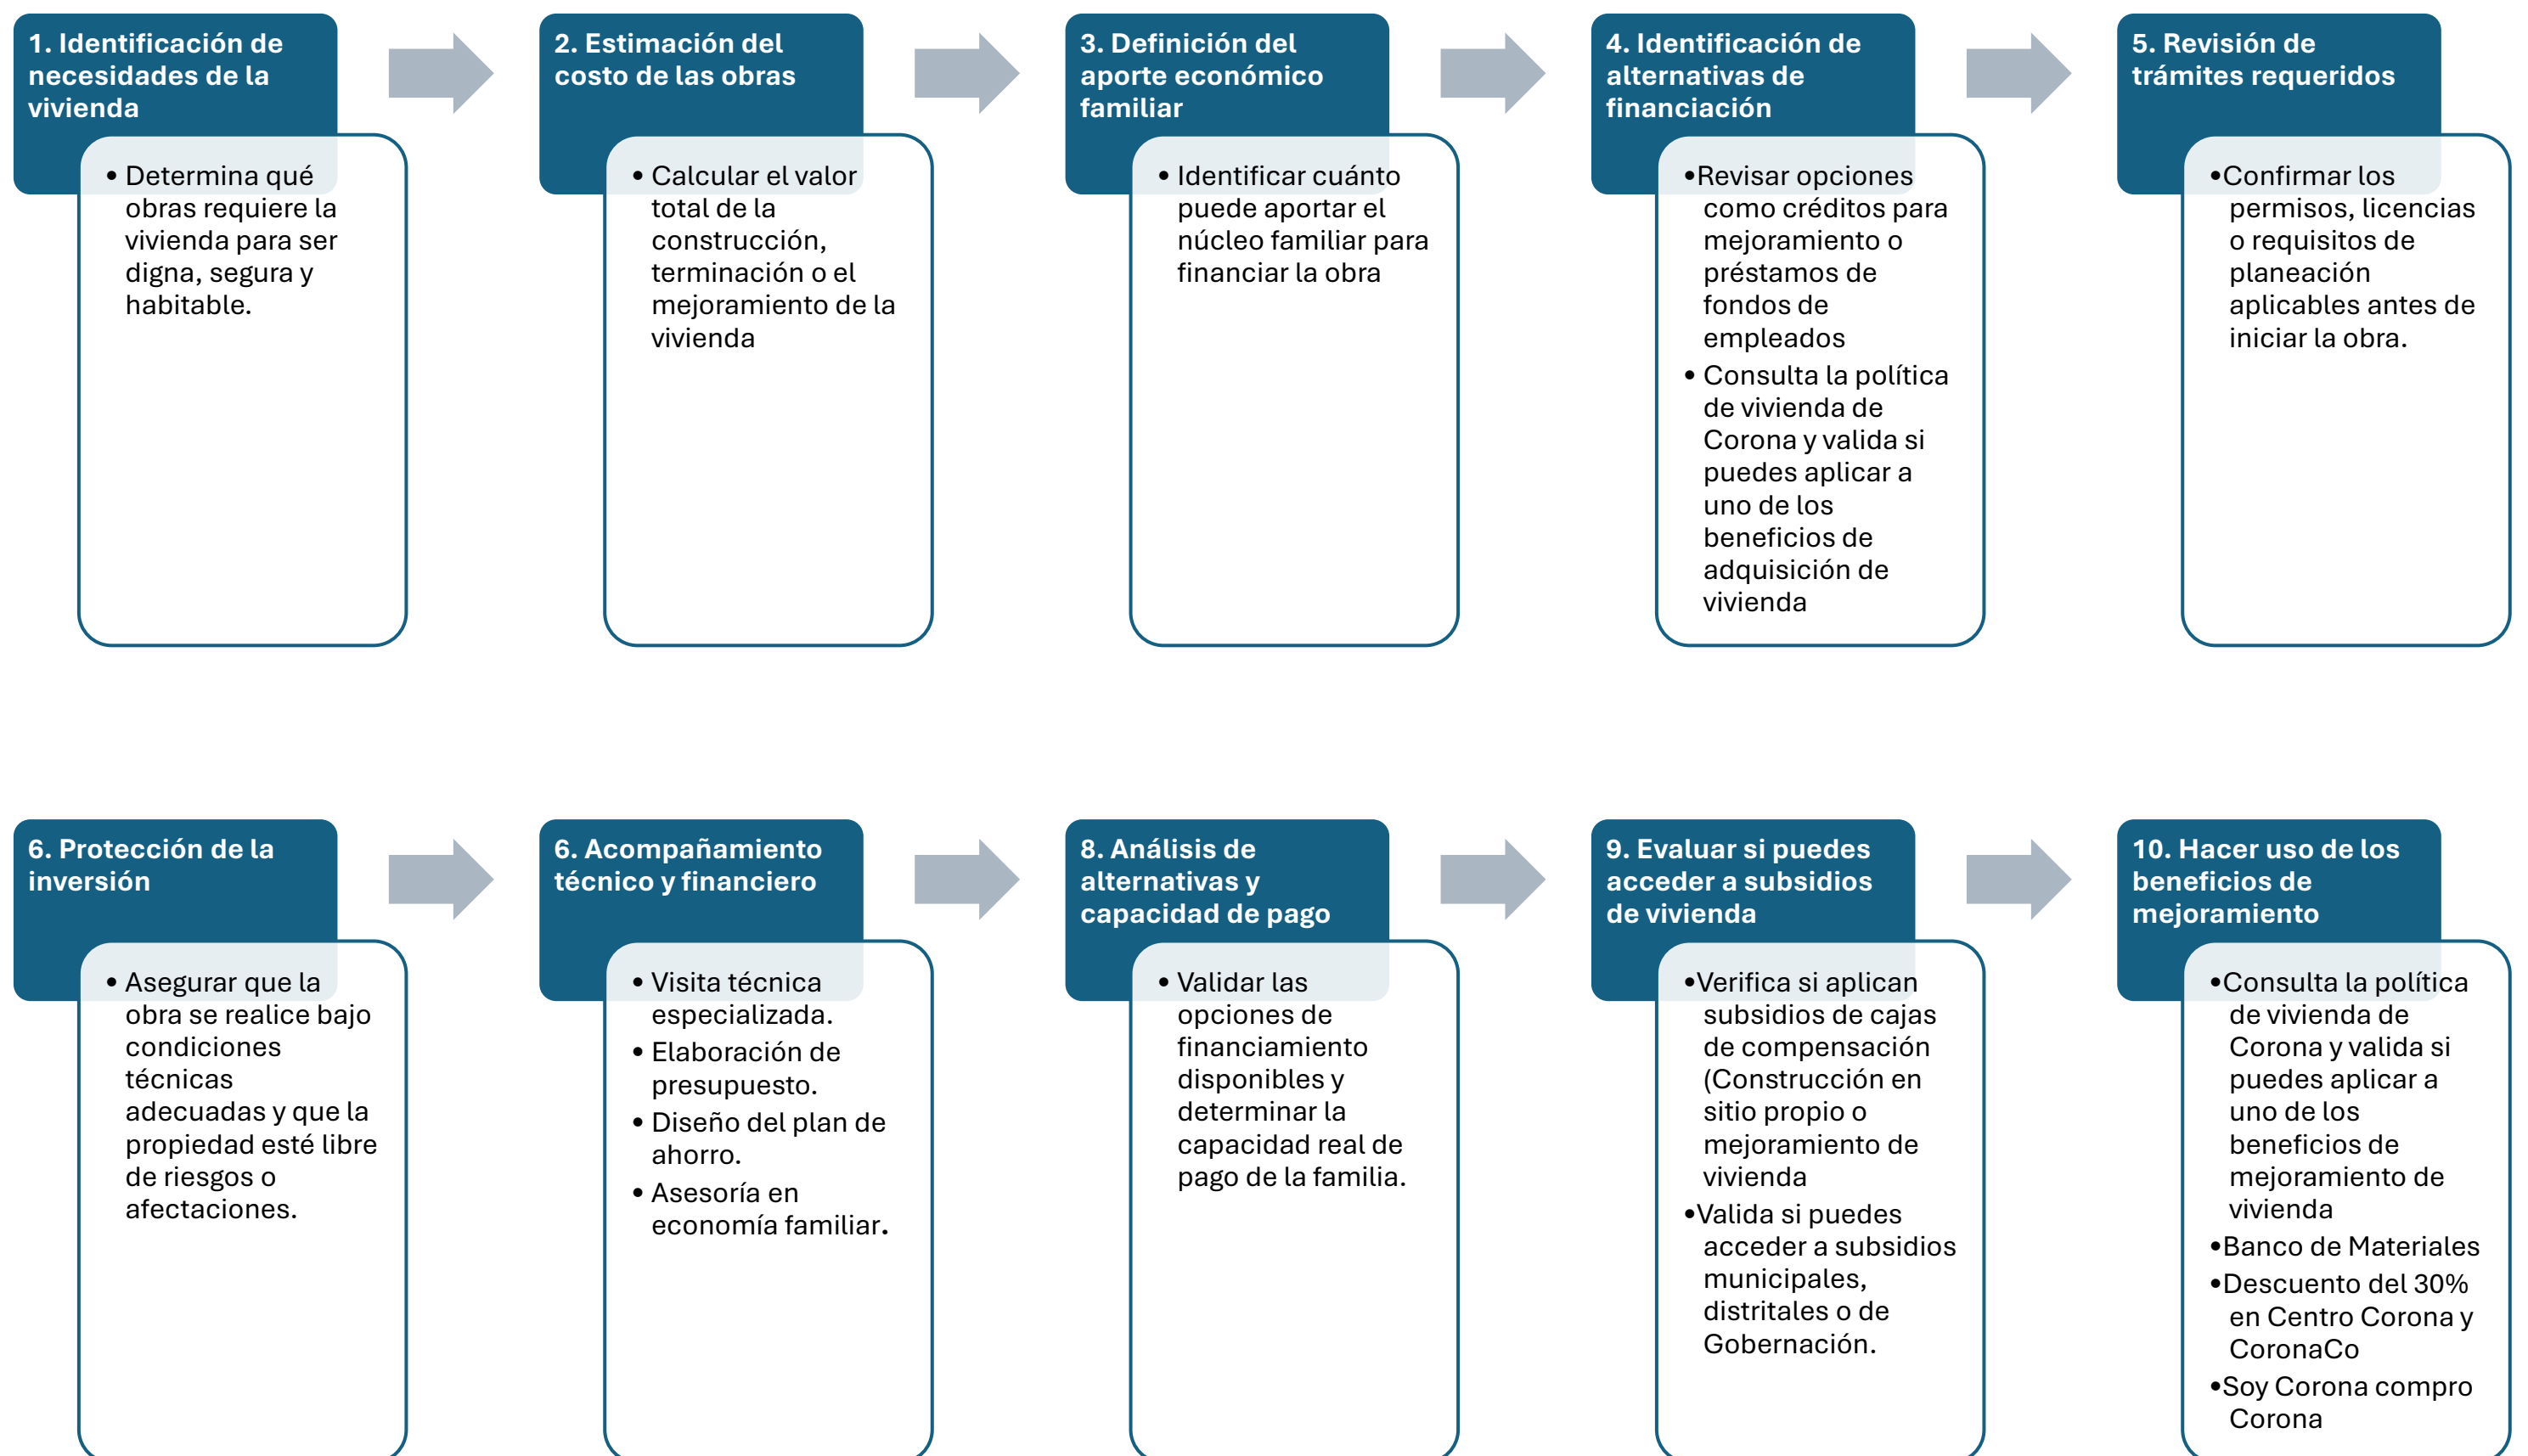 1. Identificación de
necesidades de la
vivienda
• Determina qué
obras requiere la
vivienda para ser
digna, segura y
habitable.
2. Estimación del
costo de las obras
• Calcular el valor
total de la
construcción,
terminación o el
mejoramiento de la
vivienda
3. Definición del
aporte económico
familiar
• Identificar cuánto
puede aportar el
núcleo familiar para
financiar la obra
4. Identificación de
alternativas de
financiación
•Revisar opciones
como créditos para
mejoramiento o
préstamos de
fondos de
empleados
• Consulta la política
de vivienda de
Corona y valida si
puedes aplicar a
uno de los
beneficios de
adquisición de
vivienda
5. Revisión de
trámites requeridos
•Confirmar los
permisos, licencias
o requisitos de
planeación
aplicables antes de
iniciar la obra.
6. Protección de la
inversión
• Asegurar que la
obra se realice bajo
condiciones
técnicas
adecuadas y que la
propiedad esté libre
de riesgos o
afectaciones.
6. Acompañamiento
técnico y financiero
• Visita técnica
especializada.
• Elaboración de
presupuesto.
• Diseño del plan de
ahorro.
• Asesoría en
economía familiar.
8. Análisis de
alternativas y
capacidad de pago
• Validar las
opciones de
financiamiento
disponibles y
determinar la
capacidad real de
pago de la familia.
9. Evaluar si puedes
acceder a subsidios
de vivienda
•Verifica si aplican
subsidios de cajas
de compensación
(Construcción en
sitio propio o
mejoramiento de
vivienda
•Valida si puedes
acceder a subsidios
municipales,
distritales o de
Gobernación.
10. Hacer uso de los
beneficios de
mejoramiento
•Consulta la política
de vivienda de
Corona y valida si
puedes aplicar a
uno de los
beneficios de
mejoramiento de
vivienda
•Banco de Materiales
•Descuento del 30%
en Centro Corona y
CoronaCo
•Soy Corona compro
Corona